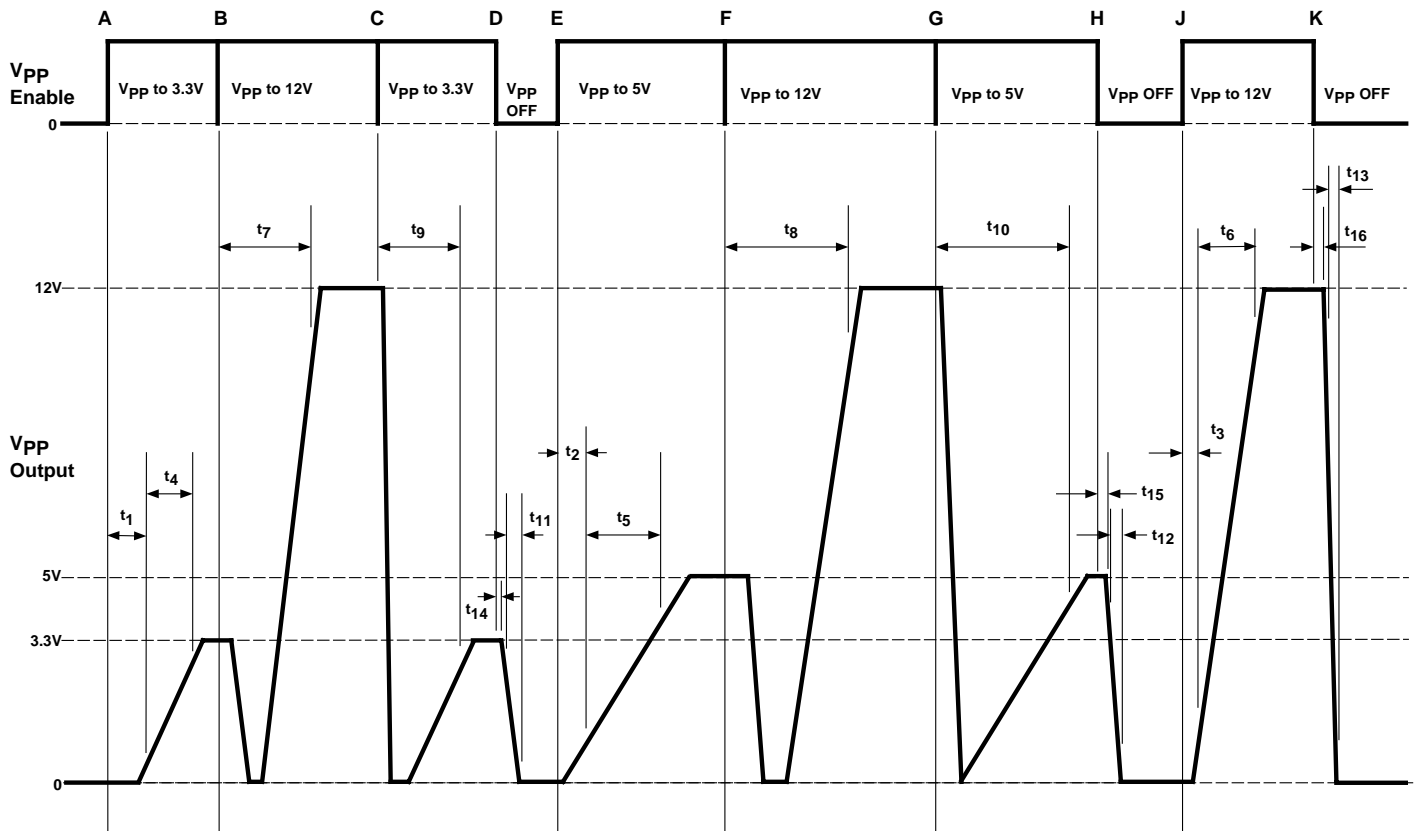 A B C D E F G H J K
VPP
Enable
VPP to 3.3V
VPP to 12V
VPP to 3.3V
VPP
OFF
VPP to 5V
VPP to 12V
VPP to 5V
VPP OFF
VPP to 12V
VPP OFF
0
t13
t7
t9
t8
t10
t6
t16
12V
VPP
Output
t4
t2
t3
t1
t11
t5
t15
t12
5V
t14
3.3V
0